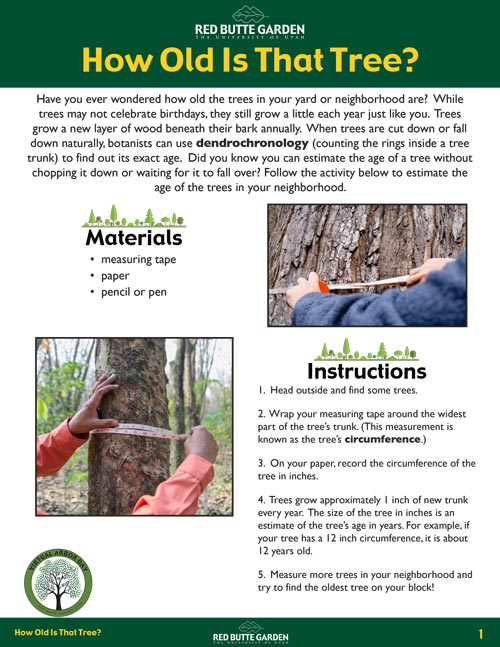 RED BUTTE GARDEN
THE UNIVERSITY OF UTAH
How Old Is That Tree?
Have you ever wondered how old the trees in your yard or neighborhood are? While
trees may not celebrate birthdays, they still grow a little each year just like you. Trees
grow a new layer of wood beneath their bark annually. When trees are cut down or fall
down naturally, botanists can use dendrochronology (counting the rings inside a tree
trunk) to find out its exact age. Did you know you can estimate the age of a tree without
chopping it down or waiting for it to fall over? Follow the activity below to estimate the
age of the trees in your neighborhood.
Materials
• measuring tape
• paper
• pencil or pen
Instructions
1. Head outside and find some trees.
2. Wrap your measuring tape around the widest
part of the tree's trunk. (This measurement is
known as the tree's circumference.)
3. On your paper, record the circumference of the
tree in inches.
4. Trees grow approximately 1 inch of new trunk
every year. The size of the tree in inches is an
estimate of the tree's age in years. For example, if
your tree has a 12 inch circumference, it is about
12 years old.
5. Measure more trees in your neighborhood and
try to find the oldest tree on your block!
VIRTUAL ARBOR DAY
How Old Is That Tree?
RED BUTTE GARDEN
THE UNIVERSITY OF UTAH
1